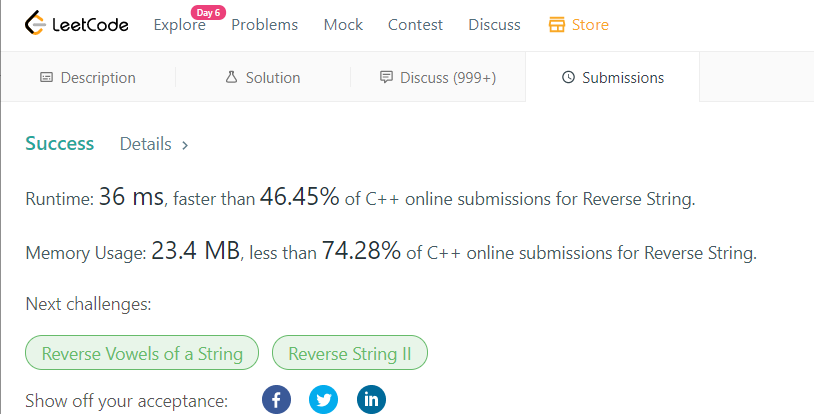 LeetCode Explore Day 6 Problems Mock Contest Discuss Store
Description Solution Discuss (999+) Submissions
Success Details >
Runtime: 36 ms, faster than 46.45% of C++ online submissions for Reverse String.
Memory Usage: 23.4 MB, less than 74.28% of C++ online submissions for Reverse String.
Next challenges:
Reverse Vowels of a String Reverse String II
Show off your acceptance: